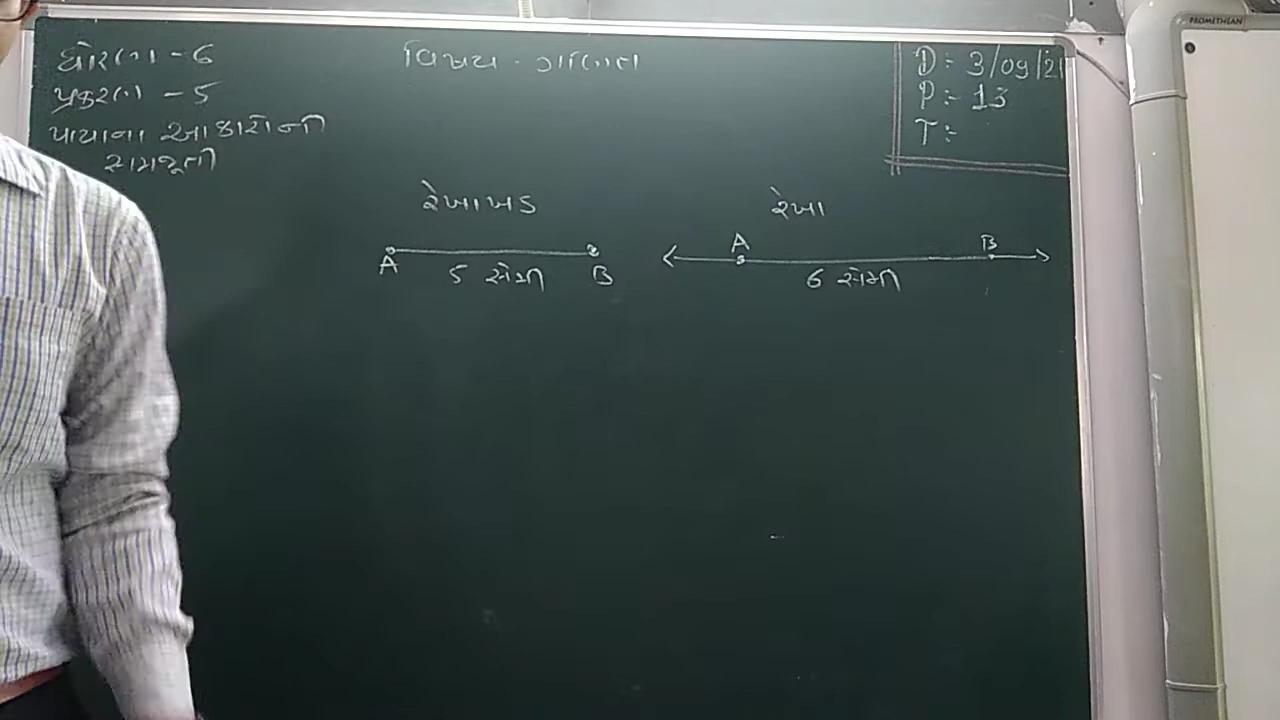 ધોરણ - 6
વિષય - ગણિત
પ્રકરણ - 5
પાયાના આકારોની
સમજૂતી
D:- 3/09/21
P:- 13
T:-
રેખાખંડ
A 5 સેમી B
રેખા
A B
6 સેમી
PROMETHEAN